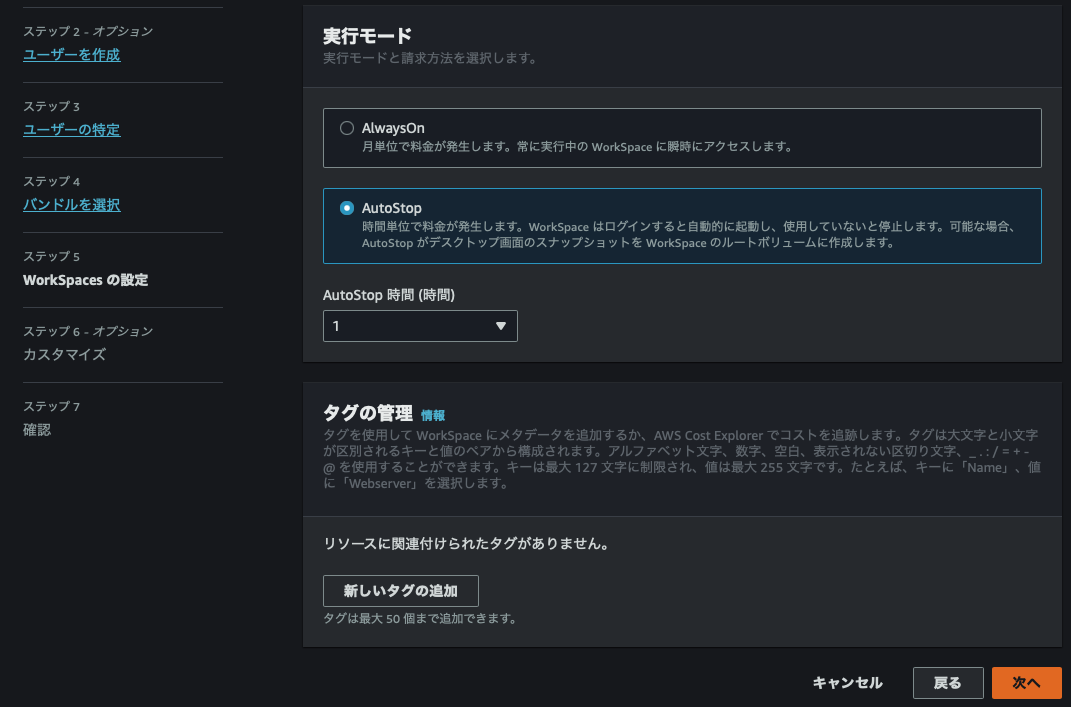 ステップ 2 - オプション
ユーザーを作成
ステップ 3
ユーザーの特定
ステップ 4
バンドルを選択
ステップ 5
WorkSpaces の設定
ステップ 6 - オプション
カスタマイズ
ステップ 7
確認
実行モード
実行モードと請求方法を選択します。
AlwaysOn
月単位で料金が発生します。常に実行中の WorkSpace に瞬時にアクセスします。
AutoStop
時間単位で料金が発生します。WorkSpace はログインすると自動的に起動し、使用していないと停止します。可能な場合、
AutoStop がデスクトップ画面のスナップショットを WorkSpace のルートボリュームに作成します。
AutoStop 時間 (時間)
1
タグの管理 情報
タグを使用して WorkSpace にメタデータを追加するか、AWS Cost Explorer でコストを追跡します。タグは大文字と小文字
が区別されるキーと値のペアから構成されます。アルファベット文字、数字、空白、表示されない区切り文字、_ . : / = + -
@ を使用することができます。キーは最大 127 文字に制限され、値は最大 255 文字です。たとえば、キーに「Name」、値
に「Webserver」を選択します。
リソースに関連付けられたタグがありません。
新しいタグの追加
タグは最大 50 個まで追加できます。
キャンセル
戻る
次へ